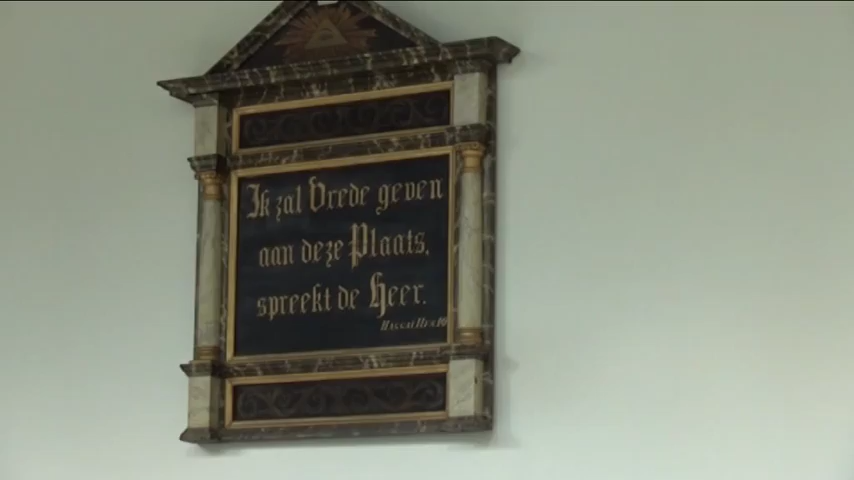 Ik zal Vrede geven
aan deze Plaats,
spreekt de Heer.